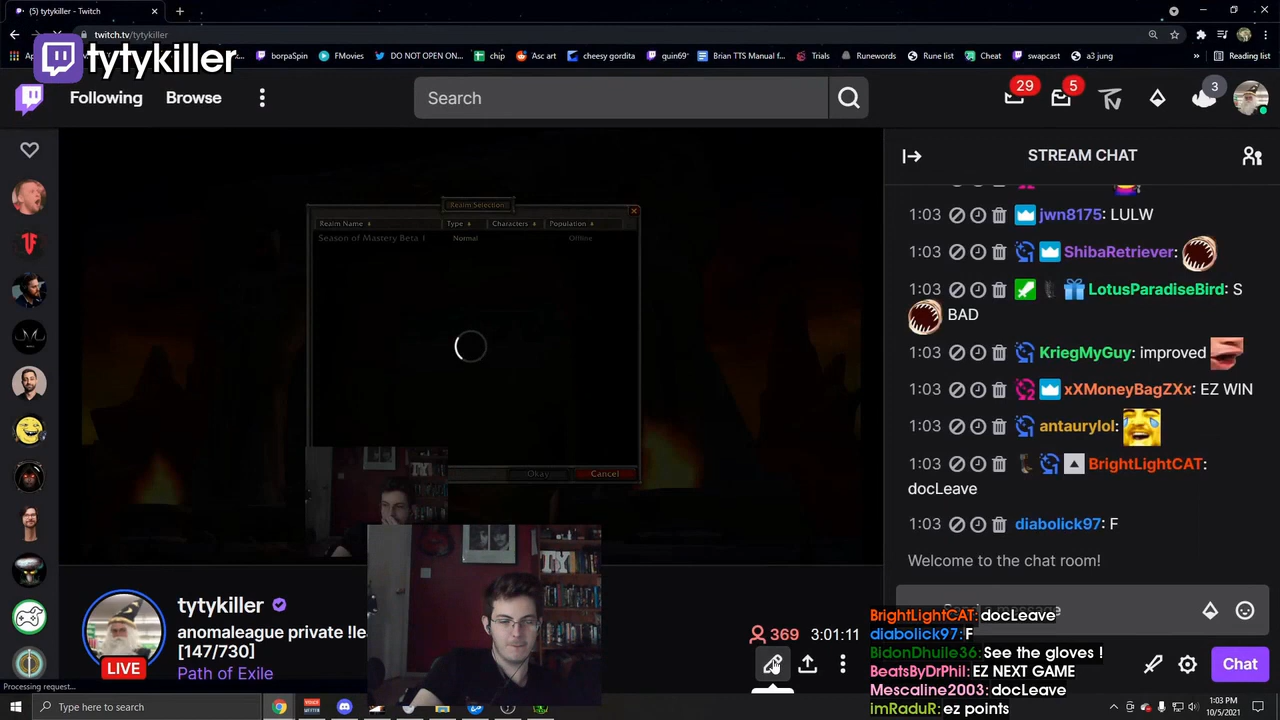 (5) tytykiller - Twitch
twitch.tv/tytykiller
borpaSpin
FMovies
DO NOT OPEN ON...
chip
Asc art
cheesy gordita
quin69'
Brian TTS Manual f...
Trials
Runewords
Rune list
Cheat
swapcast
a3 jung
»
Reading list
tytykiller
Following
Browse
Search
29
5
3
STREAM CHAT
Realm Selection
Realm Name
Type
Characters
Population
Season of Mastery Beta 1
Normal
Offline
Okay
Cancel
1:03 jwn8175: LULW
1:03 ShibaRetriever:
1:03 LotusParadiseBird: S
BAD
1:03 KriegMyGuy: improved
1:03 2 xXMoneyBagZXx: EZ WIN
1:03 antaurylol:
1:03 BrightLightCAT:
docLeave
1:03 diabolick97: F
Welcome to the chat room!
Send a message
tytykiller
anomaleague private !le
[147/730]
Path of Exile
LIVE
369
3:01:11
BrightLightCAT: docLeave
diabolick97: F
BidonDhuile36: See the gloves !
BeatsByDrPhil: EZ NEXT GAME
Mescaline2003: docLeave
imRaduR: ez points
Chat
Processing request...
Type here to search
VOICE
MEETER
1:03 PM
10/5/2021